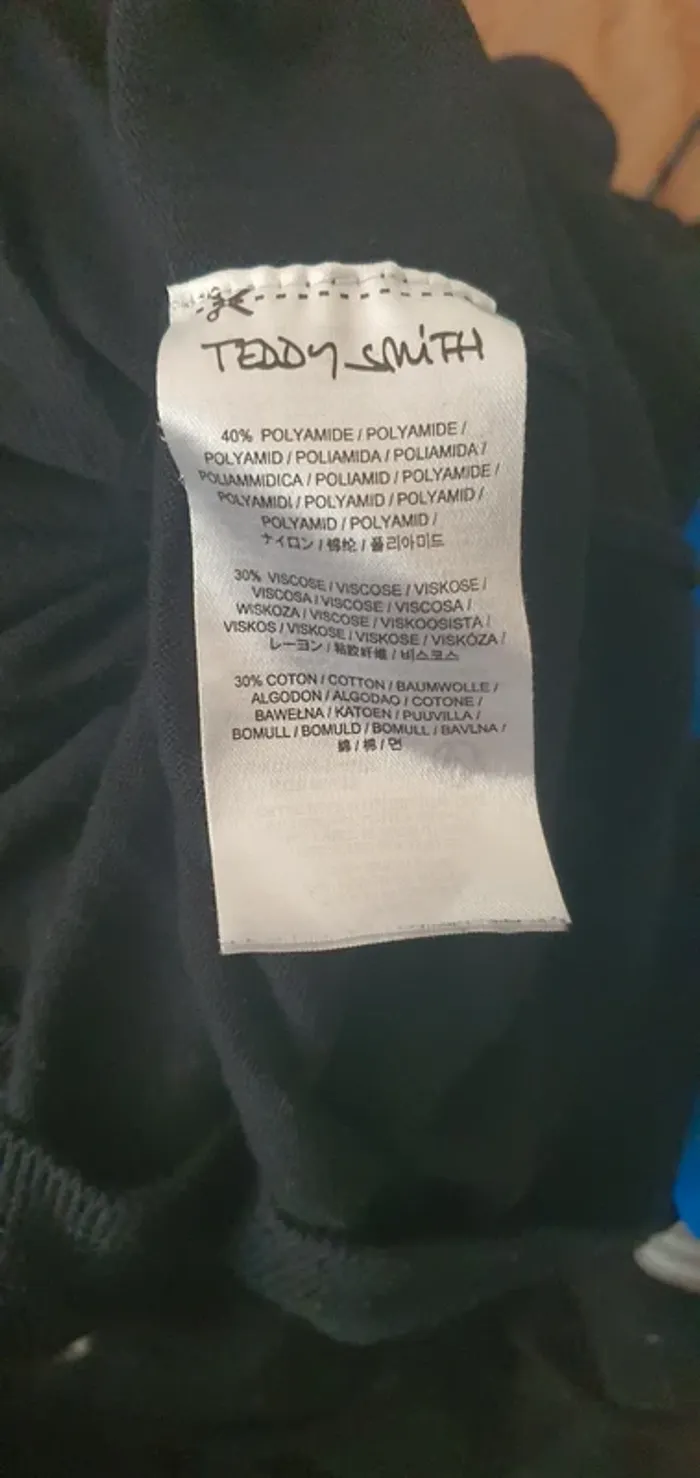 TEDDY SMITH
40% POLYAMIDE / POLYAMIDE /
POLYAMID / POLIAMIDA / POLIAMIDA /
POLIAMMIDICA / POLIAMID / POLYAMIDE /
POLYAMIDI / POLYAMID / POLYAMID /
POLYAMID / POLYAMID /
ナイロン / 锦纶 / 폴리아미드
30% VISCOSE / VISCOSE / VISKOSE /
VISCOSA / VISCOSE / VISCOSA /
WISKOZA / VISCOSE / VISKOOSISTA /
VISKOS / VISKOSE / VISKOSE / VISKÓZA /
レーヨン / 粘胶纤维 / 비스코스
30% COTON / COTTON / BAUMWOLLE /
ALGODON / ALGODAO / COTONE /
BAWEŁNA / KATOEN / PUUVILLA /
BOMULL / BOMULD / BOMULL / BAVLNA /
綿 / 棉 / 면